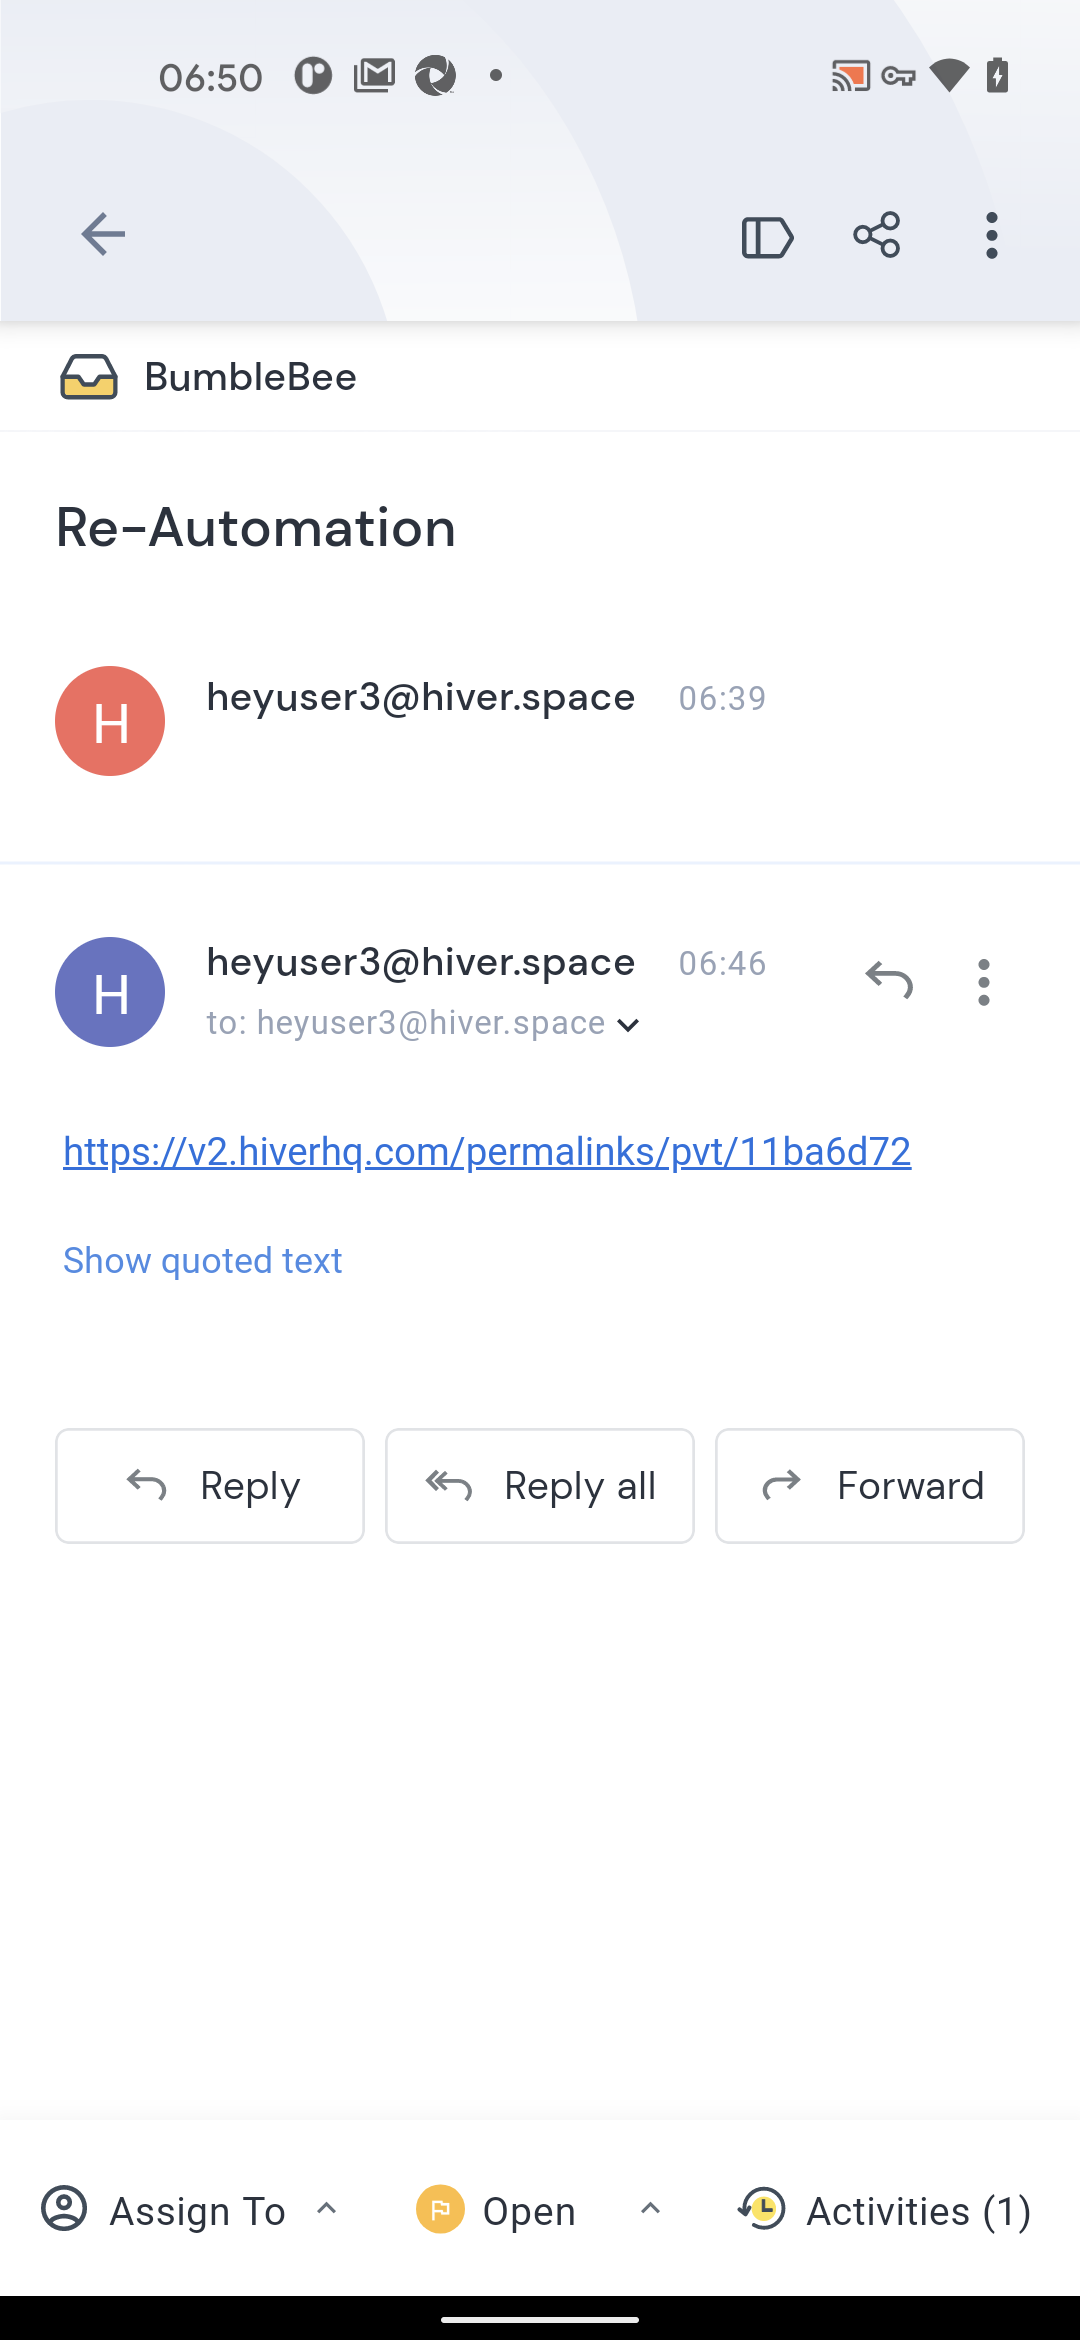 06:50
BumbleBee
Re-Automation
H
heyuser3@hiver.space 06:39
H
heyuser3@hiver.space 06:46
to: heyuser3@hiver.space
https://v2.hiverhq.com/permalinks/pvt/11ba6d72
Show quoted text
Reply Reply all Forward
Assign To Open Activities (1)